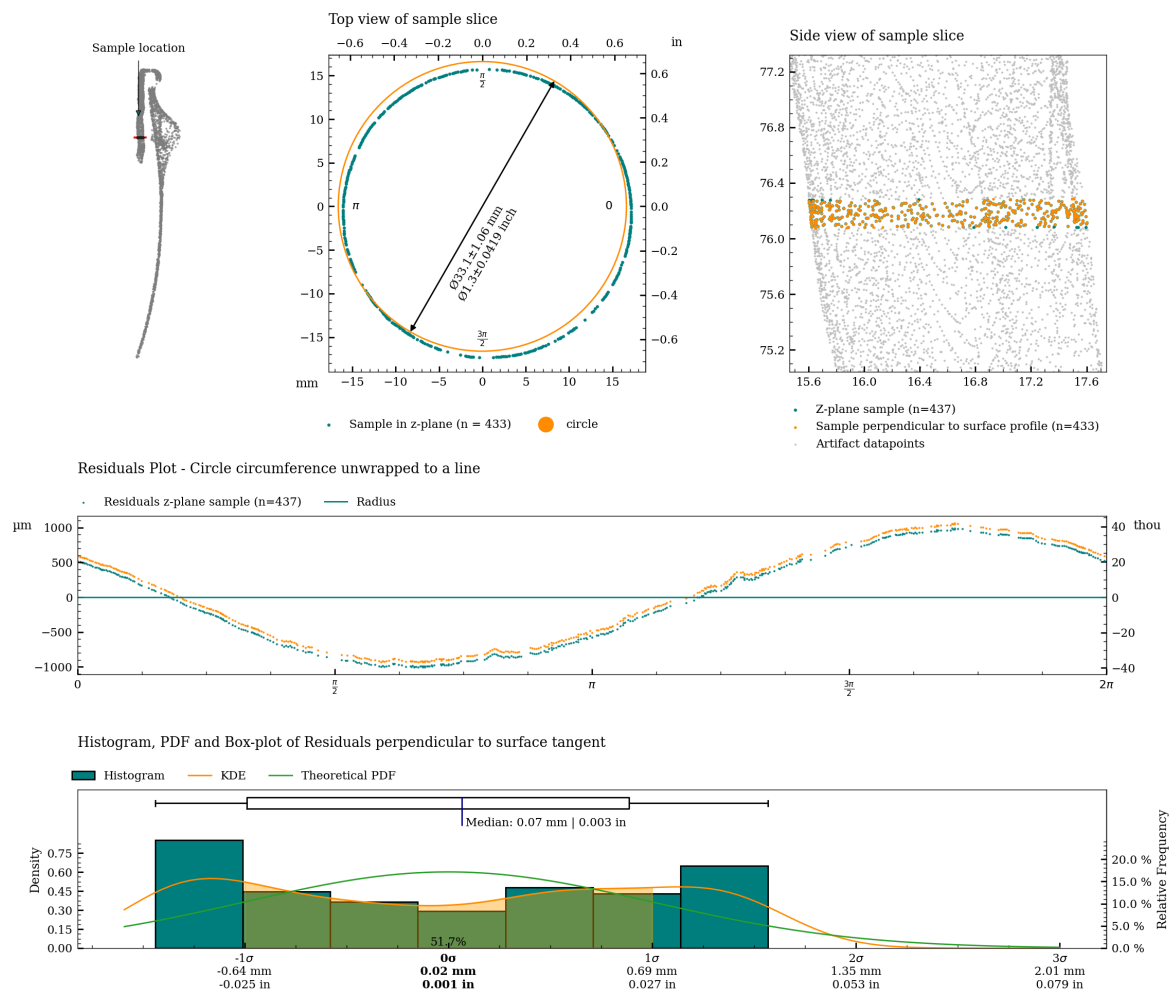 Sample location
Top view of sample slice
−0.6 −0.4 −0.2 0.0 0.2 0.4 0.6 in
15
10
5
0
−5
−10
−15
0.6
0.4
0.2
0.0
−0.2
−0.4
−0.6
π/2
π
0
3π/2
Ø33.1±1.06 mm
Ø1.3±0.0419 inch
mm −15 −10 −5 0 5 10 15
Sample in z-plane (n = 433) circle
Side view of sample slice
77.2
76.8
76.4
76.0
75.6
75.2
15.6 16.0 16.4 16.8 17.2 17.6
Z-plane sample (n=437)
Sample perpendicular to surface profile (n=433)
Artifact datapoints
Residuals Plot - Circle circumference unwrapped to a line
Residuals z-plane sample (n=437) Radius
µm
1000
500
0
−500
−1000
thou
40
20
0
−20
−40
0 π/2 π 3π/2 2π
Histogram, PDF and Box-plot of Residuals perpendicular to surface tangent
Histogram KDE Theoretical PDF
Median: 0.07 mm | 0.003 in
Density
0.75
0.60
0.45
0.30
0.15
0.00
Relative Frequency
20.0 %
15.0 %
10.0 %
5.0 %
0.0 %
51.7%
-1σ 0σ 1σ 2σ 3σ
-0.64 mm 0.02 mm 0.69 mm 1.35 mm 2.01 mm
-0.025 in 0.001 in 0.027 in 0.053 in 0.079 in